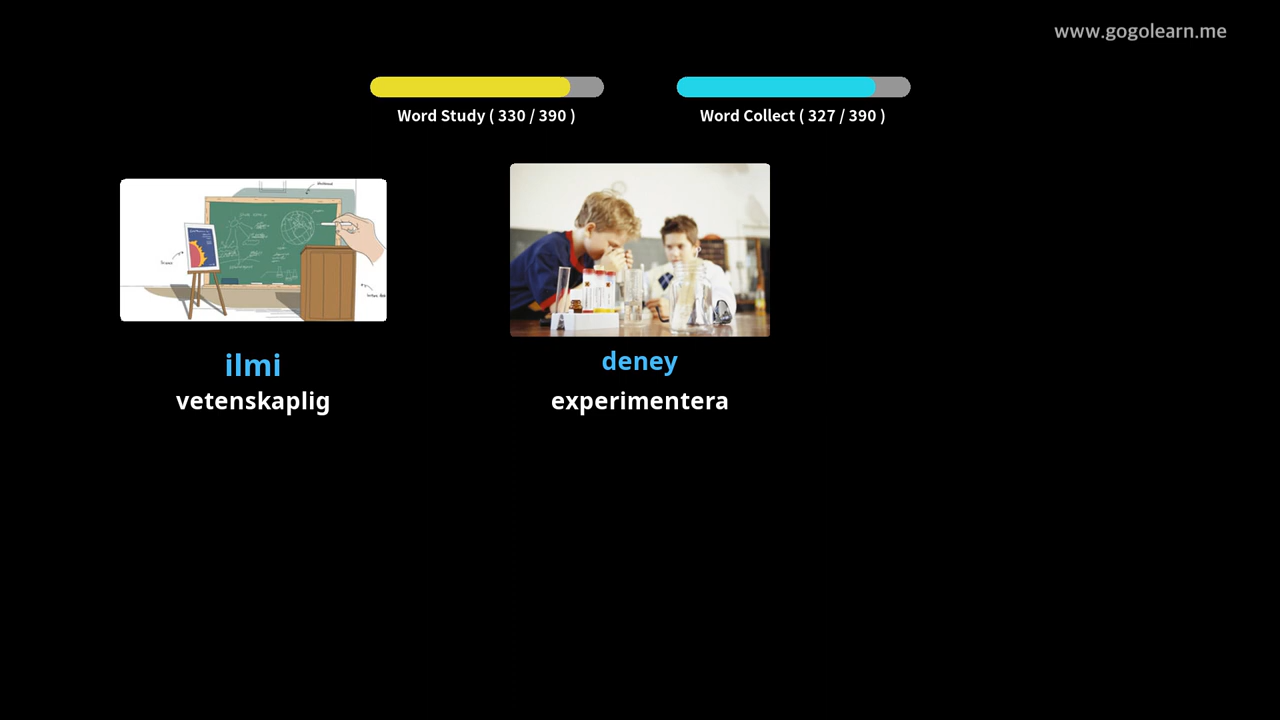 www.gogolearn.me
Word Study ( 330 / 390 )
Word Collect ( 327 / 390 )
ilmi
vetenskaplig
deney
experimentera